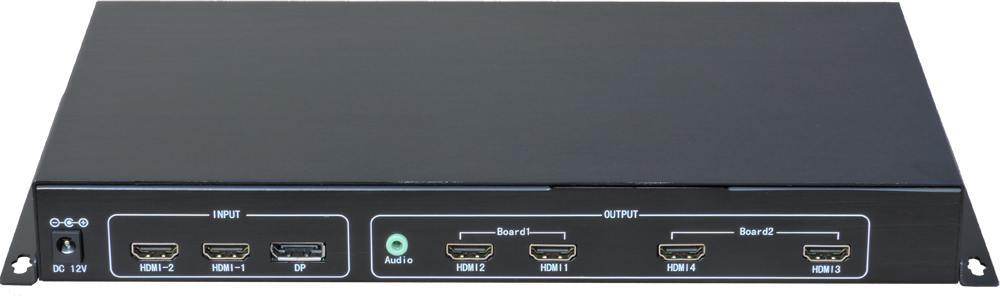 INPUT
OUTPUT
Board1
Board2
DC 12V
HDMI-2
HDMI-1
DP
Audio
HDMI2
HDMI1
HDMI4
HDMI3